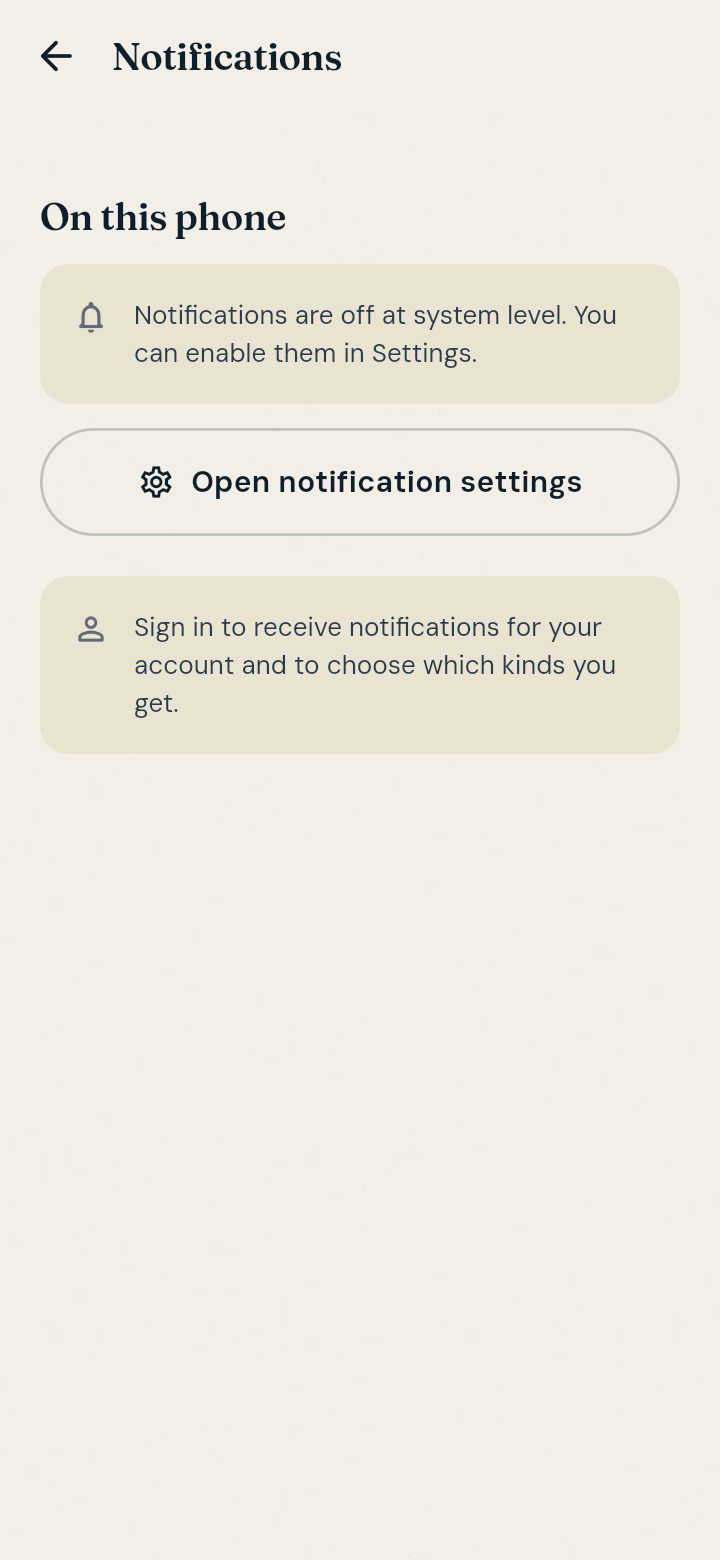 Notifications
On this phone
Notifications are off at system level. You
can enable them in Settings.
Open notification settings
Sign in to receive notifications for your
account and to choose which kinds you
get.